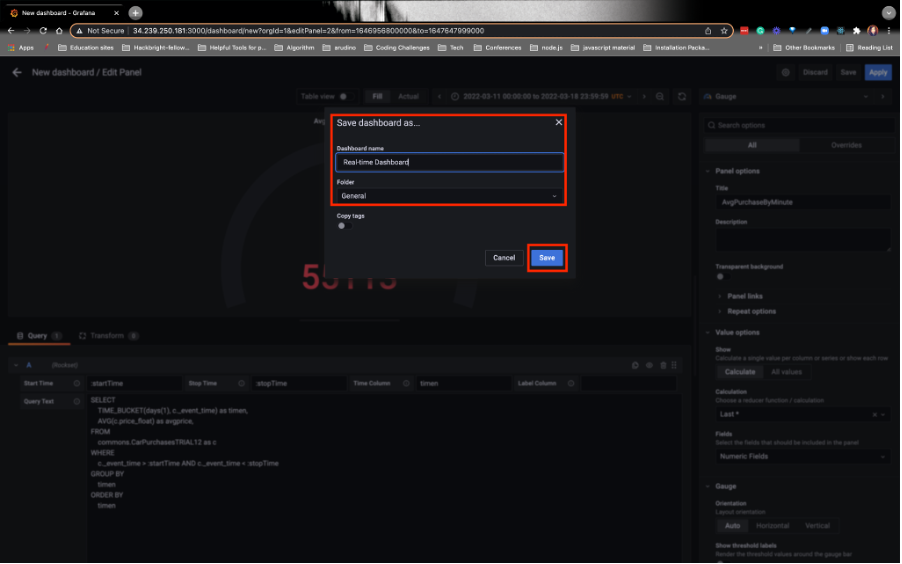 New dashboard - Grafana
Not Secure | 34.239.250.181:3000/dashboard/new?orgId=1&editPanel=2&from=1646956800000&to=1647647999000
Apps Education sites Hackbright-fellow... Helpful Tools for p... Algorithm arudino Coding Challenges Tech Conferences node.js javascript material Installation Packa... » Other Bookmarks Reading List
New dashboard / Edit Panel Discard Save Apply
Table view Fill Actual 2022-03-11 00:00:00 to 2022-03-18 23:59:59 UTC Gauge
Save dashboard as...
Dashboard name
Real-time Dashboard
Folder
General
Copy tags
Cancel Save
Search options
All Overrides
Panel options
Title
AvgPurchaseByMinute
Description
Transparent background
Panel links
Repeat options
Value options
Show
Calculate a single value per column or series or show each row
Calculate All values
Calculation
Choose a reducer function / calculation
Last *
Fields
Select the fields that should be included in the panel
Numeric Fields
Gauge
Orientation
Layout orientation
Auto Horizontal Vertical
Show threshold labels
Render the threshold values around the gauge bar
Query 1 Transform 0
A (Rockset)
Start Time :startTime Stop Time :stopTime Time Column timen Label Column
Query Text
SELECT
TIME_BUCKET(days(1), c._event_time) as timen,
AVG(c.price_float) as avgprice,
FROM
commons.CarPurchasesTRIAL12 as c
WHERE
c._event_time > :startTime AND c._event_time < :stopTime
GROUP BY
timen
ORDER BY
timen